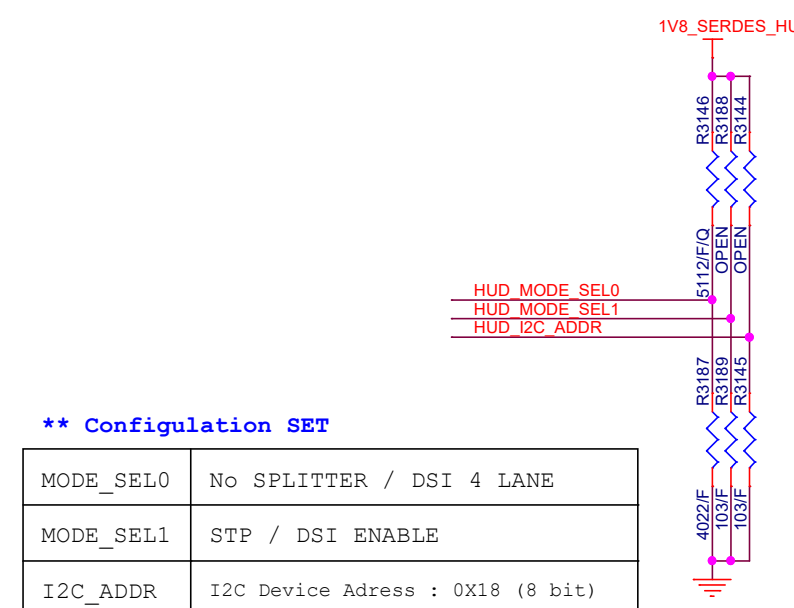 1V8_SERDES_HU
R3146
R3188
R3144
5112/F/Q
OPEN
OPEN
HUD_MODE_SEL0
HUD_MODE_SEL1
HUD_I2C_ADDR
R3187
R3189
R3145
4022/F
103/F
103/F
** Configulation SET
MODE_SEL0 No SPLITTER / DSI 4 LANE
MODE_SEL1 STP / DSI ENABLE
I2C_ADDR I2C Device Adress : 0X18 (8 bit)